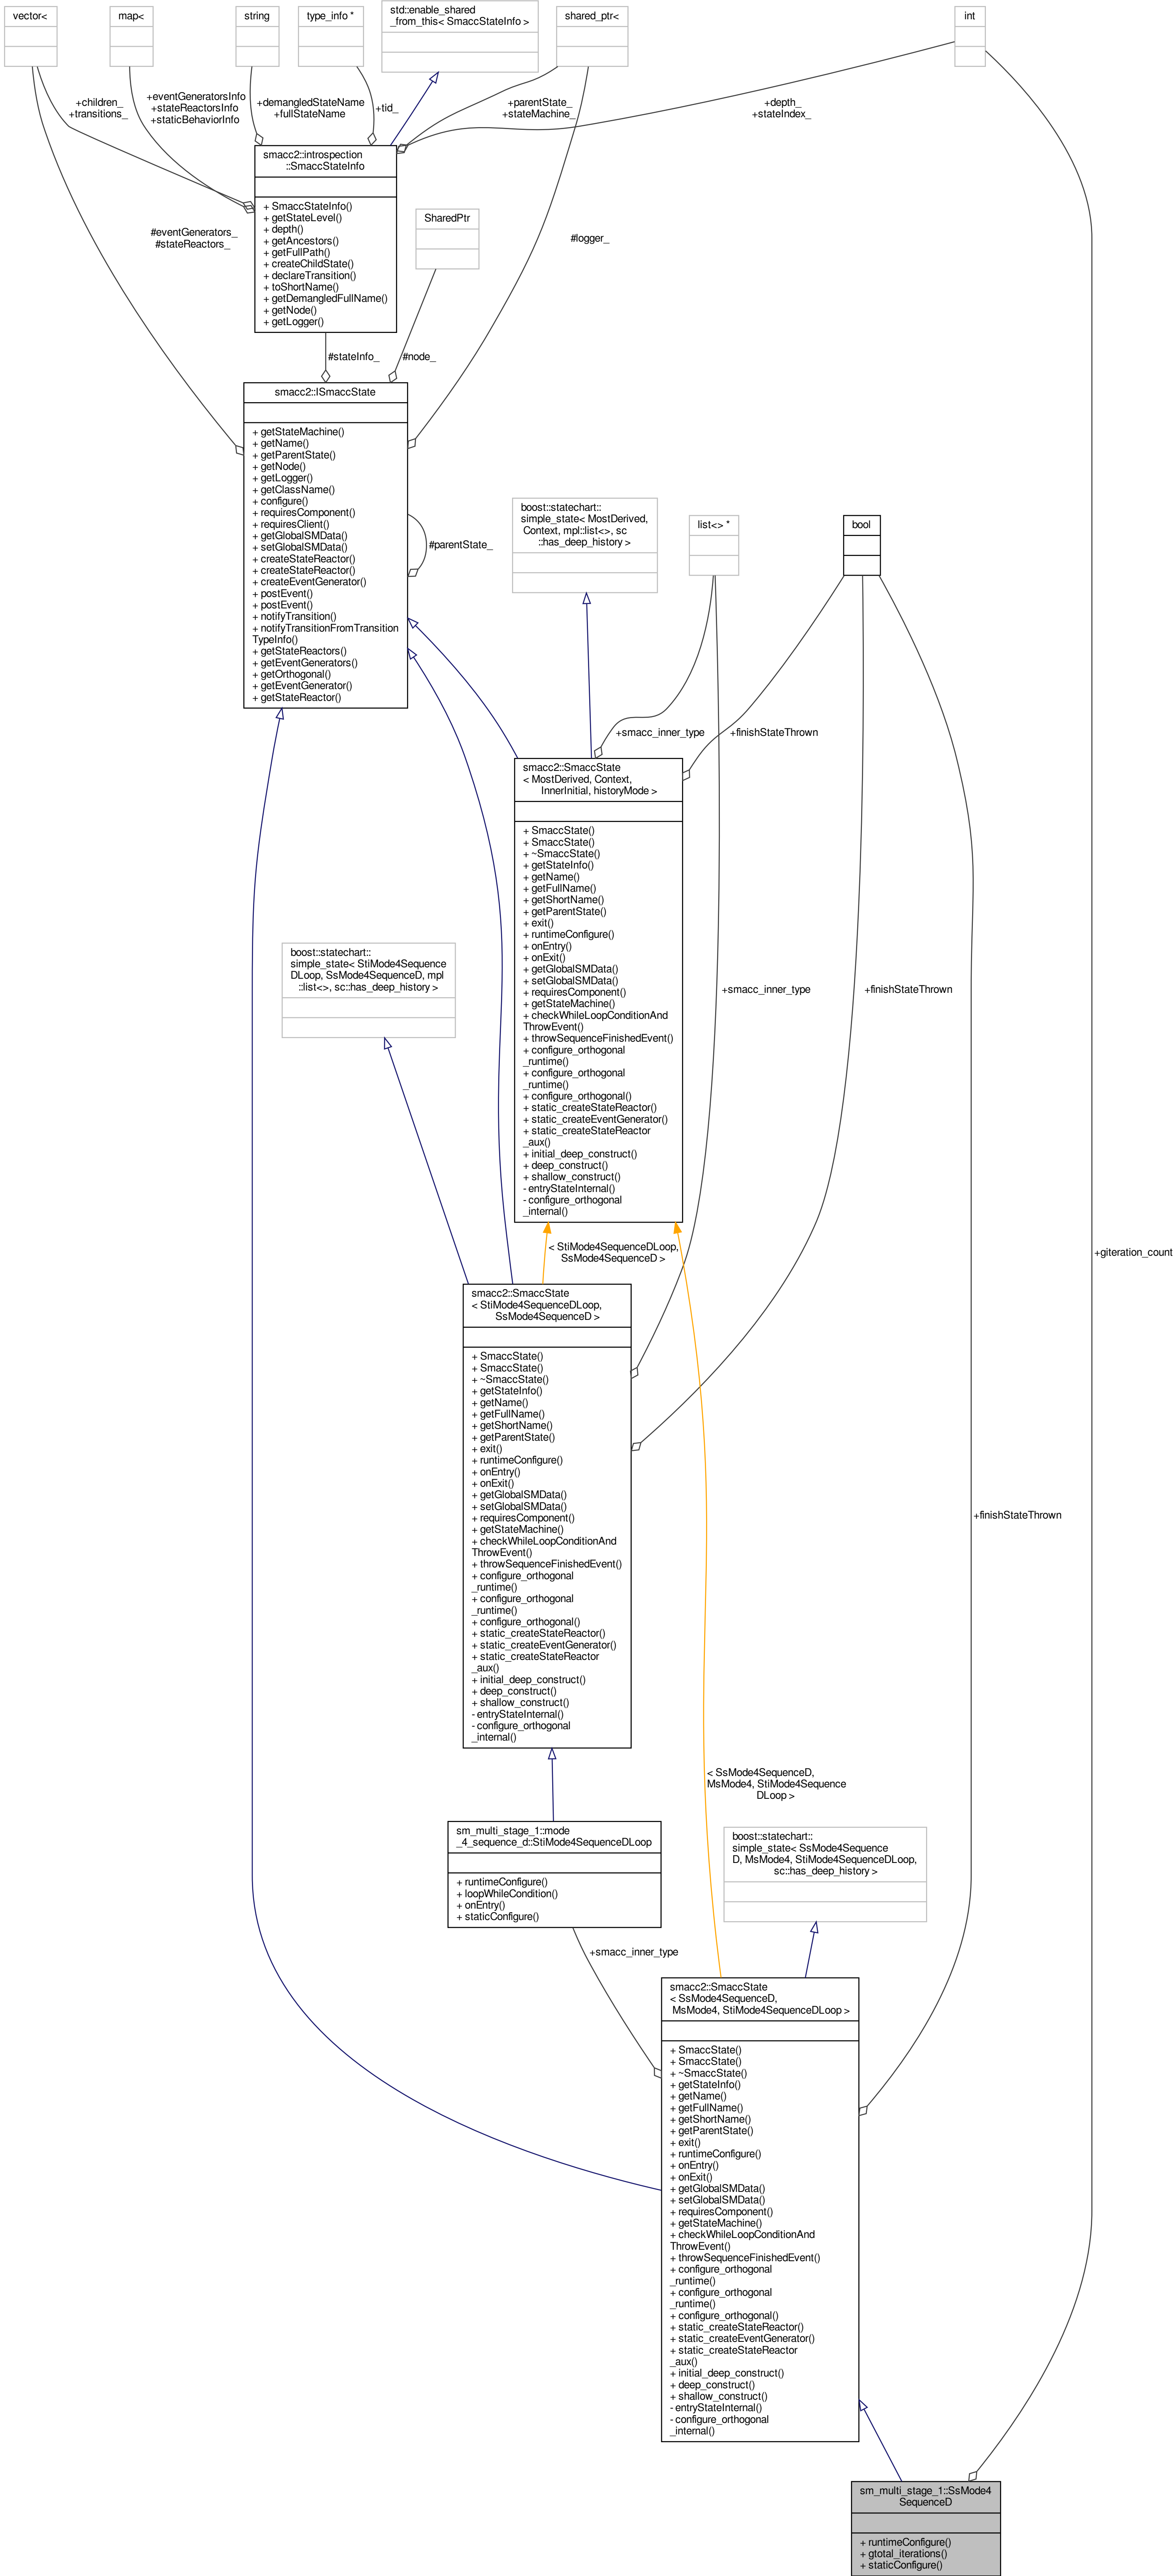 vector<
map<
string
type_info *
std::enable_shared
_from_this< SmaccStateInfo >
shared_ptr<
int
+children_
+transitions_
+eventGeneratorsInfo
+stateReactorsInfo
+staticBehaviorInfo
+demangledStateName
+fullStateName
+tid_
+parentState_
+stateMachine_
+depth_
+stateIndex_
smacc2::introspection
::SmaccStateInfo
+ SmaccStateInfo()
+ getStateLevel()
+ depth()
+ getAncestors()
+ getFullPath()
+ createChildState()
+ declareTransition()
+ toShortName()
+ getDemangledFullName()
+ getNode()
+ getLogger()
SharedPtr
#eventGenerators_
#stateReactors_
#logger_
#stateInfo_
#node_
smacc2::ISmaccState
+ getStateMachine()
+ getName()
+ getParentState()
+ getNode()
+ getLogger()
+ getClassName()
+ configure()
+ requiresComponent()
+ requiresClient()
+ getGlobalSMData()
+ setGlobalSMData()
+ createStateReactor()
+ createStateReactor()
+ createEventGenerator()
+ postEvent()
+ postEvent()
+ notifyTransition()
+ notifyTransitionFromTransition
TypeInfo()
+ getStateReactors()
+ getEventGenerators()
+ getOrthogonal()
+ getEventGenerator()
+ getStateReactor()
#parentState_
boost::statechart::
simple_state< MostDerived,
Context, mpl::list<>, sc
::has_deep_history >
list<> *
bool
+smacc_inner_type
+finishStateThrown
smacc2::SmaccState
< MostDerived, Context,
InnerInitial, historyMode >
+ SmaccState()
+ SmaccState()
+ ~SmaccState()
+ getStateInfo()
+ getName()
+ getFullName()
+ getShortName()
+ getParentState()
+ exit()
+ runtimeConfigure()
+ onEntry()
+ onExit()
+ getGlobalSMData()
+ setGlobalSMData()
+ requiresComponent()
+ getStateMachine()
+ checkWhileLoopConditionAnd
ThrowEvent()
+ throwSequenceFinishedEvent()
+ configure_orthogonal
_runtime()
+ configure_orthogonal
_runtime()
+ configure_orthogonal()
+ static_createStateReactor()
+ static_createEventGenerator()
+ static_createStateReactor
_aux()
+ initial_deep_construct()
+ deep_construct()
+ shallow_construct()
- entryStateInternal()
- configure_orthogonal
_internal()
boost::statechart::
simple_state< StiMode4Sequence
DLoop, SsMode4SequenceD, mpl
::list<>, sc::has_deep_history >
+smacc_inner_type
+finishStateThrown
< StiMode4SequenceDLoop,
SsMode4SequenceD >
+giteration_count
smacc2::SmaccState
< StiMode4SequenceDLoop,
SsMode4SequenceD >
+ SmaccState()
+ SmaccState()
+ ~SmaccState()
+ getStateInfo()
+ getName()
+ getFullName()
+ getShortName()
+ getParentState()
+ exit()
+ runtimeConfigure()
+ onEntry()
+ onExit()
+ getGlobalSMData()
+ setGlobalSMData()
+ requiresComponent()
+ getStateMachine()
+ checkWhileLoopConditionAnd
ThrowEvent()
+ throwSequenceFinishedEvent()
+ configure_orthogonal
_runtime()
+ configure_orthogonal
_runtime()
+ configure_orthogonal()
+ static_createStateReactor()
+ static_createEventGenerator()
+ static_createStateReactor
_aux()
+ initial_deep_construct()
+ deep_construct()
+ shallow_construct()
- entryStateInternal()
- configure_orthogonal
_internal()
+finishStateThrown
< SsMode4SequenceD,
MsMode4, StiMode4Sequence
DLoop >
sm_multi_stage_1::mode
_4_sequence_d::StiMode4SequenceDLoop
+ runtimeConfigure()
+ loopWhileCondition()
+ onEntry()
+ staticConfigure()
boost::statechart::
simple_state< SsMode4Sequence
D, MsMode4, StiMode4SequenceDLoop,
sc::has_deep_history >
+smacc_inner_type
smacc2::SmaccState
< SsMode4SequenceD,
MsMode4, StiMode4SequenceDLoop >
+ SmaccState()
+ SmaccState()
+ ~SmaccState()
+ getStateInfo()
+ getName()
+ getFullName()
+ getShortName()
+ getParentState()
+ exit()
+ runtimeConfigure()
+ onEntry()
+ onExit()
+ getGlobalSMData()
+ setGlobalSMData()
+ requiresComponent()
+ getStateMachine()
+ checkWhileLoopConditionAnd
ThrowEvent()
+ throwSequenceFinishedEvent()
+ configure_orthogonal
_runtime()
+ configure_orthogonal
_runtime()
+ configure_orthogonal()
+ static_createStateReactor()
+ static_createEventGenerator()
+ static_createStateReactor
_aux()
+ initial_deep_construct()
+ deep_construct()
+ shallow_construct()
- entryStateInternal()
- configure_orthogonal
_internal()
sm_multi_stage_1::SsMode4
SequenceD
+ runtimeConfigure()
+ gtotal_iterations()
+ staticConfigure()